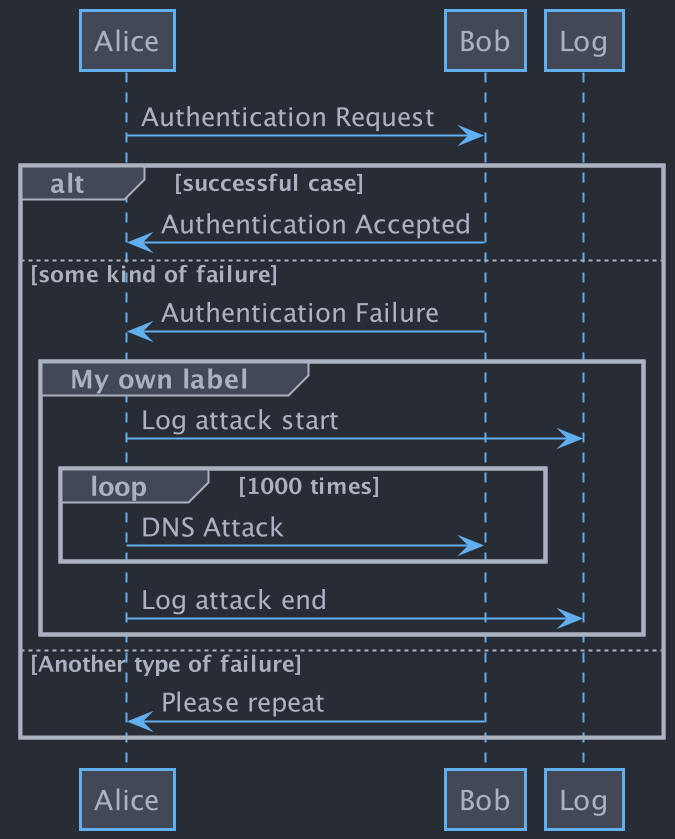 Alice Bob Log
Authentication Request
alt [successful case]
Authentication Accepted
[some kind of failure]
Authentication Failure
My own label
Log attack start
loop [1000 times]
DNS Attack
Log attack end
[Another type of failure]
Please repeat
Alice Bob Log